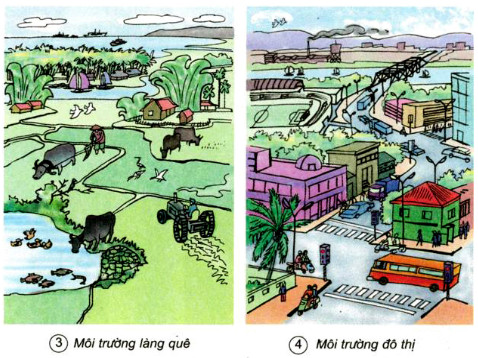 ③ Môi trường làng quê
④ Môi trường đô thị